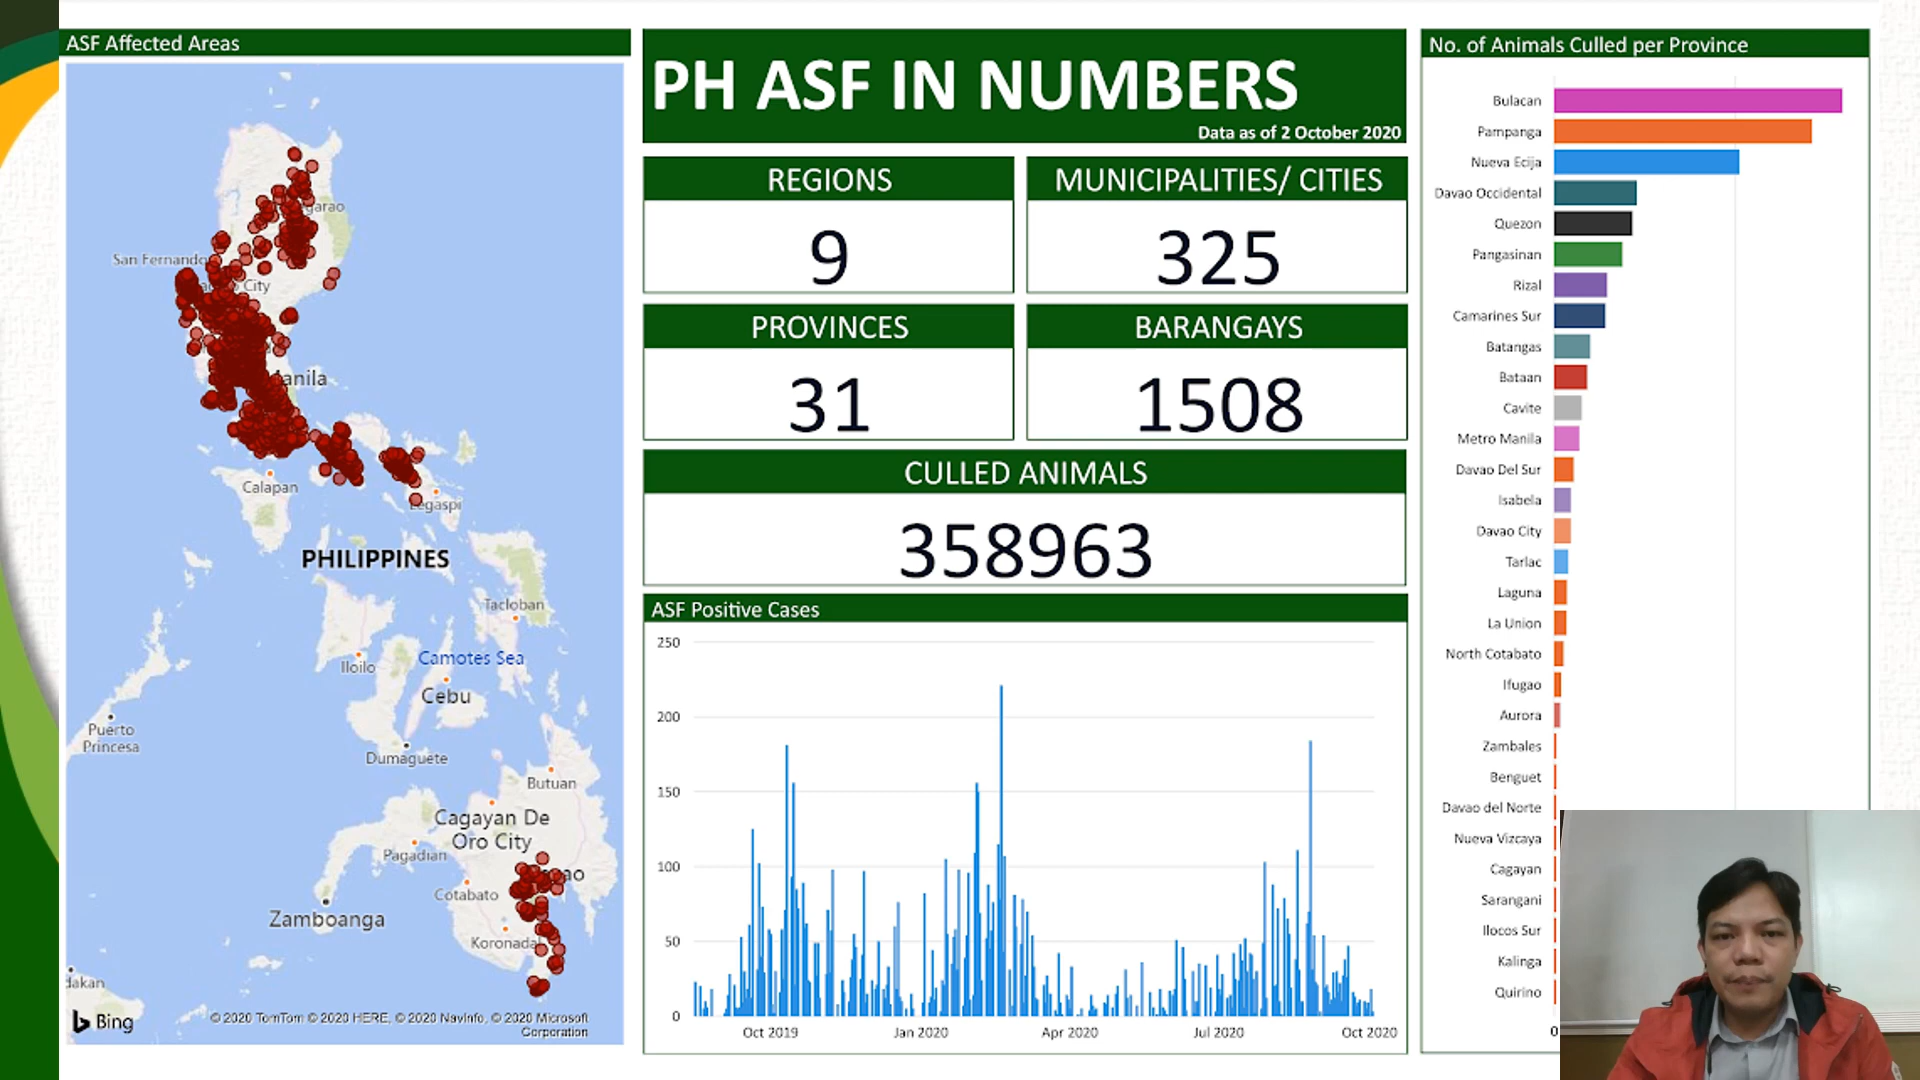 ASF Affected Areas
San Fernando
City
Calapan
PHILIPPINES
Tacloban
Iloilo
Camotes Sea
Cebu
Puerto
Princesa
Dumaguete
Butuan
Cagayan De
Oro City
Pagadian
Cotabato
Zamboanga
Koronadal
Bing
© 2020 TomTom © 2020 HERE, © 2020 NavInfo, © 2020 Microsoft
Corporation
PH ASF IN NUMBERS
Data as of 2 October 2020
REGIONS
9
MUNICIPALITIES/ CITIES
325
PROVINCES
31
BARANGAYS
1508
CULLED ANIMALS
358963
ASF Positive Cases
250
200
150
100
50
0
Oct 2019
Jan 2020
Apr 2020
Jul 2020
Oct 2020
No. of Animals Culled per Province
Bulacan
Pampanga
Nueva Ecija
Davao Occidental
Quezon
Pangasinan
Rizal
Camarines Sur
Batangas
Bataan
Cavite
Metro Manila
Davao Del Sur
Isabela
Davao City
Tarlac
Laguna
La Union
North Cotabato
Ifugao
Aurora
Zambales
Benguet
Davao del Norte
Nueva Vizcaya
Cagayan
Sarangani
Ilocos Sur
Kalinga
Quirino
0